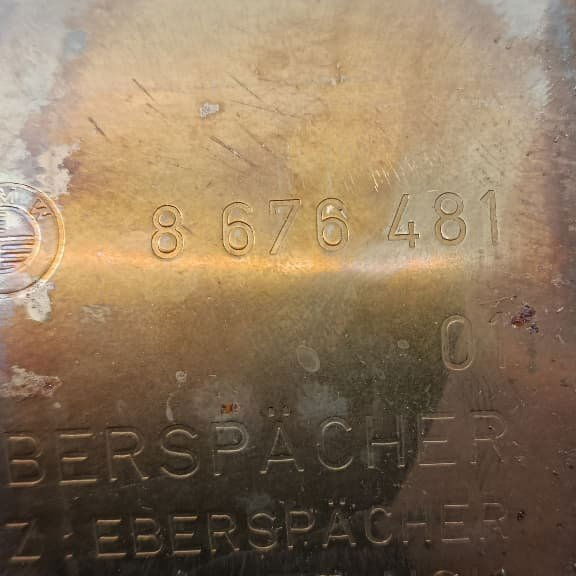 8 676 481
01
BERSPÄCHER
Z: EBERSPÄCHER